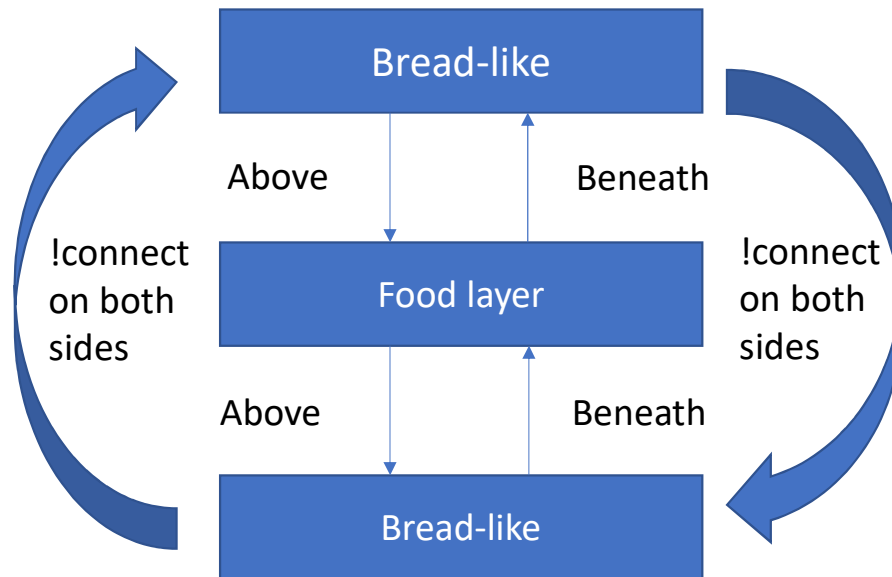 Bread-like
Above
Beneath
!connect
on both
sides
Food layer
!connect
on both
sides
Above
Beneath
Bread-like